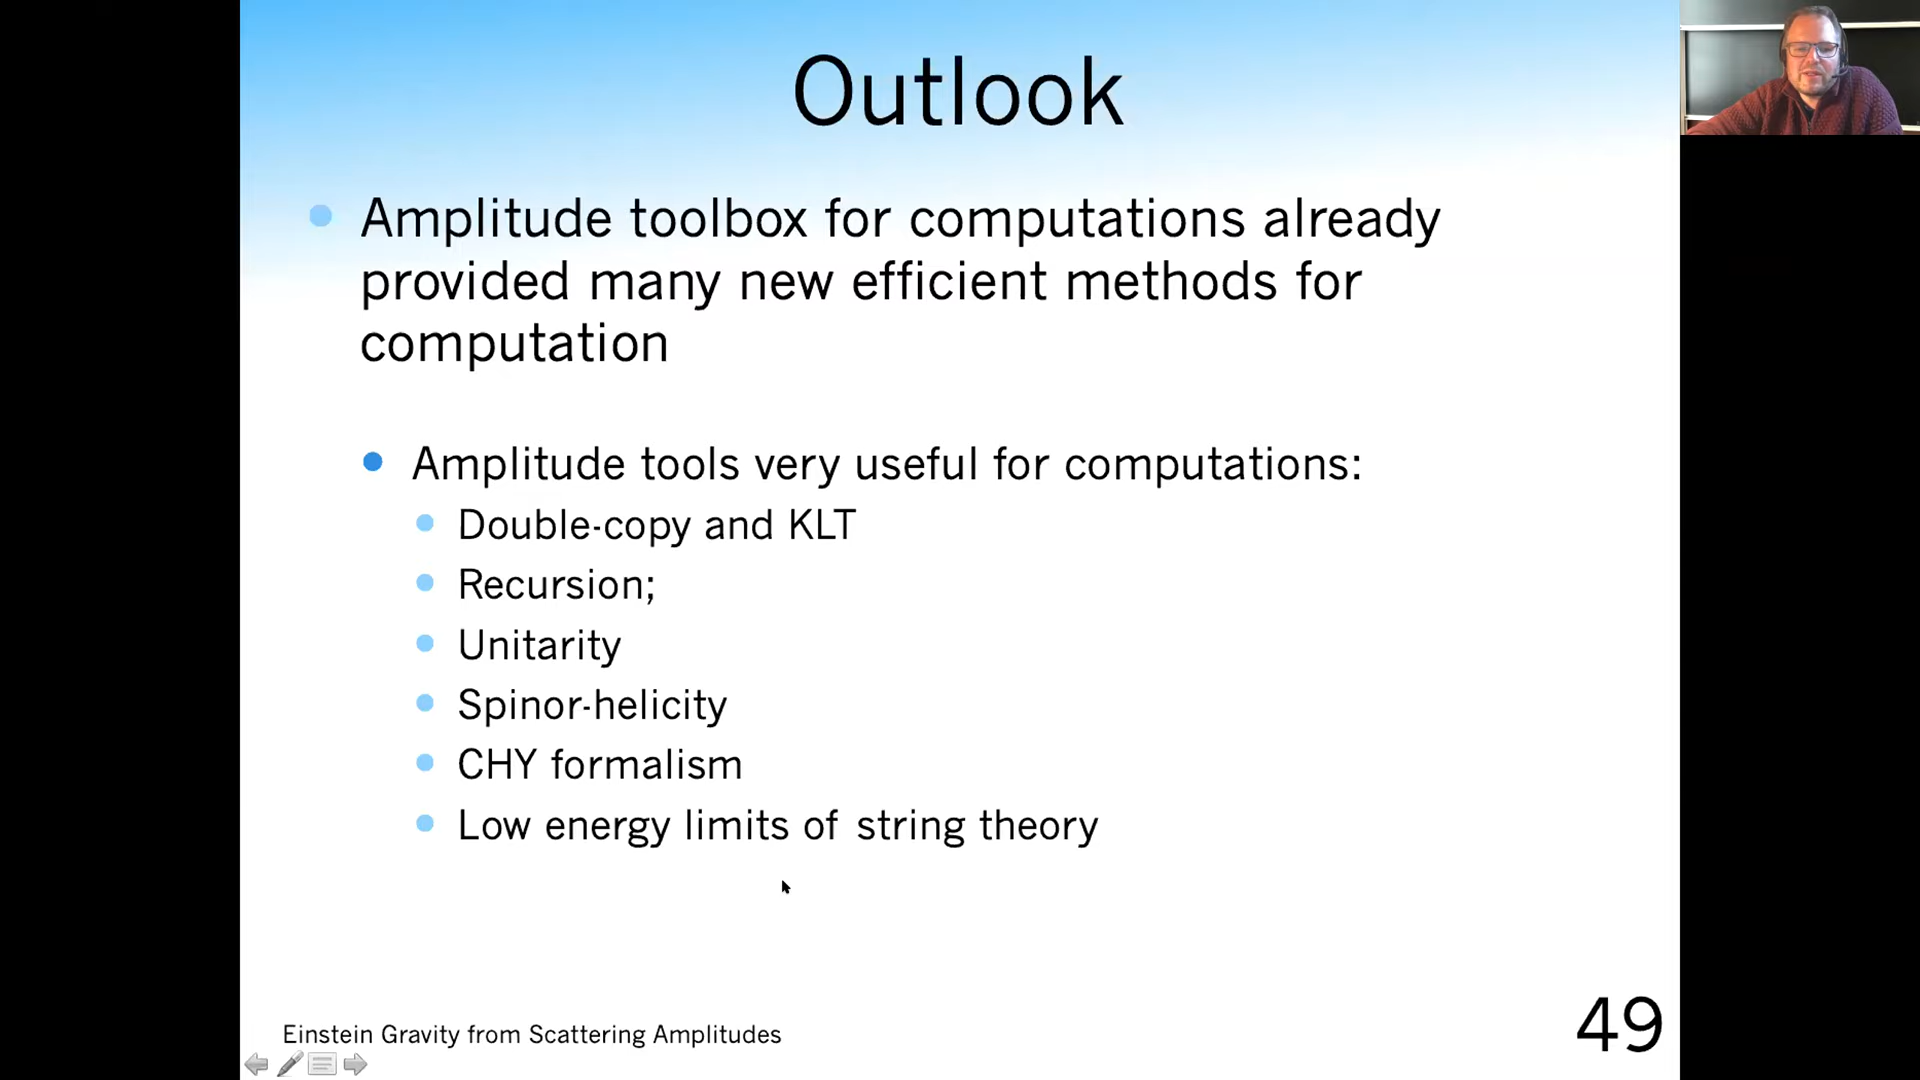 Outlook
Amplitude toolbox for computations already
provided many new efficient methods for
computation
Amplitude tools very useful for computations:
Double-copy and KLT
Recursion;
Unitarity
Spinor-helicity
CHY formalism
Low energy limits of string theory
Einstein Gravity from Scattering Amplitudes
49